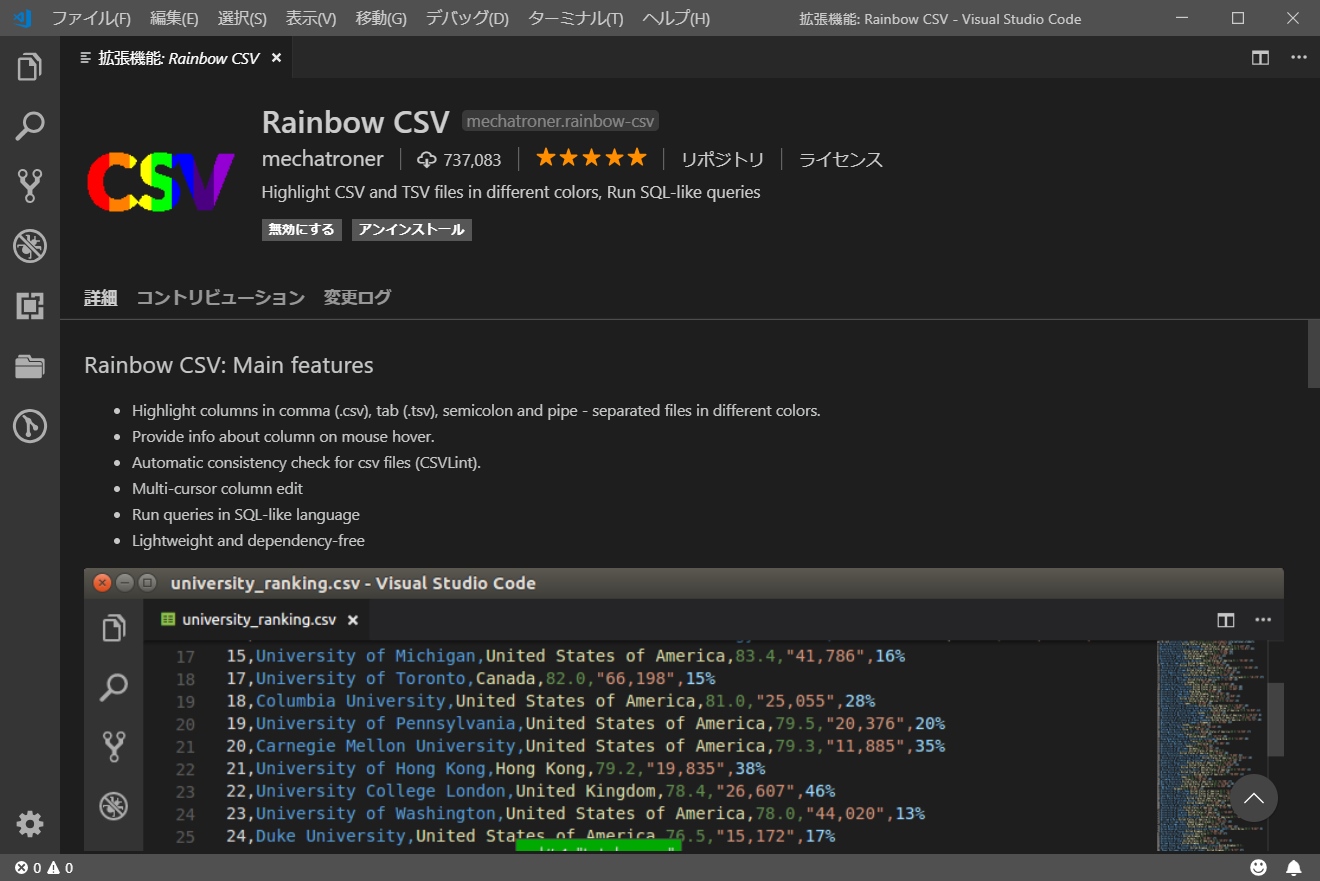 ファイル(F) 編集(E) 選択(S) 表示(V) 移動(G) デバッグ(D) ターミナル(T) ヘルプ(H) 拡張機能: Rainbow CSV - Visual Studio Code
拡張機能: Rainbow CSV
CSV
Rainbow CSV mechatroner.rainbow-csv
mechatroner 737,083 リポジトリ ライセンス
Highlight CSV and TSV files in different colors, Run SQL-like queries
無効にする アンインストール
詳細 コントリビューション 変更ログ
Rainbow CSV: Main features
Highlight columns in comma (.csv), tab (.tsv), semicolon and pipe - separated files in different colors.
Provide info about column on mouse hover.
Automatic consistency check for csv files (CSVLint).
Multi-cursor column edit
Run queries in SQL-like language
Lightweight and dependency-free
university_ranking.csv - Visual Studio Code
university_ranking.csv
17 15,University of Michigan,United States of America,83.4,"41,786",16%
18 17,University of Toronto,Canada,82.0,"66,198",15%
19 18,Columbia University,United States of America,81.0,"25,055",28%
20 19,University of Pennsylvania,United States of America,79.5,"20,376",20%
21 20,Carnegie Mellon University,United States of America,79.3,"11,885",35%
22 21,University of Hong Kong,Hong Kong,79.2,"19,835",38%
23 22,University College London,United Kingdom,78.4,"26,607",46%
24 23,University of Washington,United States of America,78.0,"44,020",13%
25 24,Duke University,United States of America,76.5,"15,172",17%
0 0